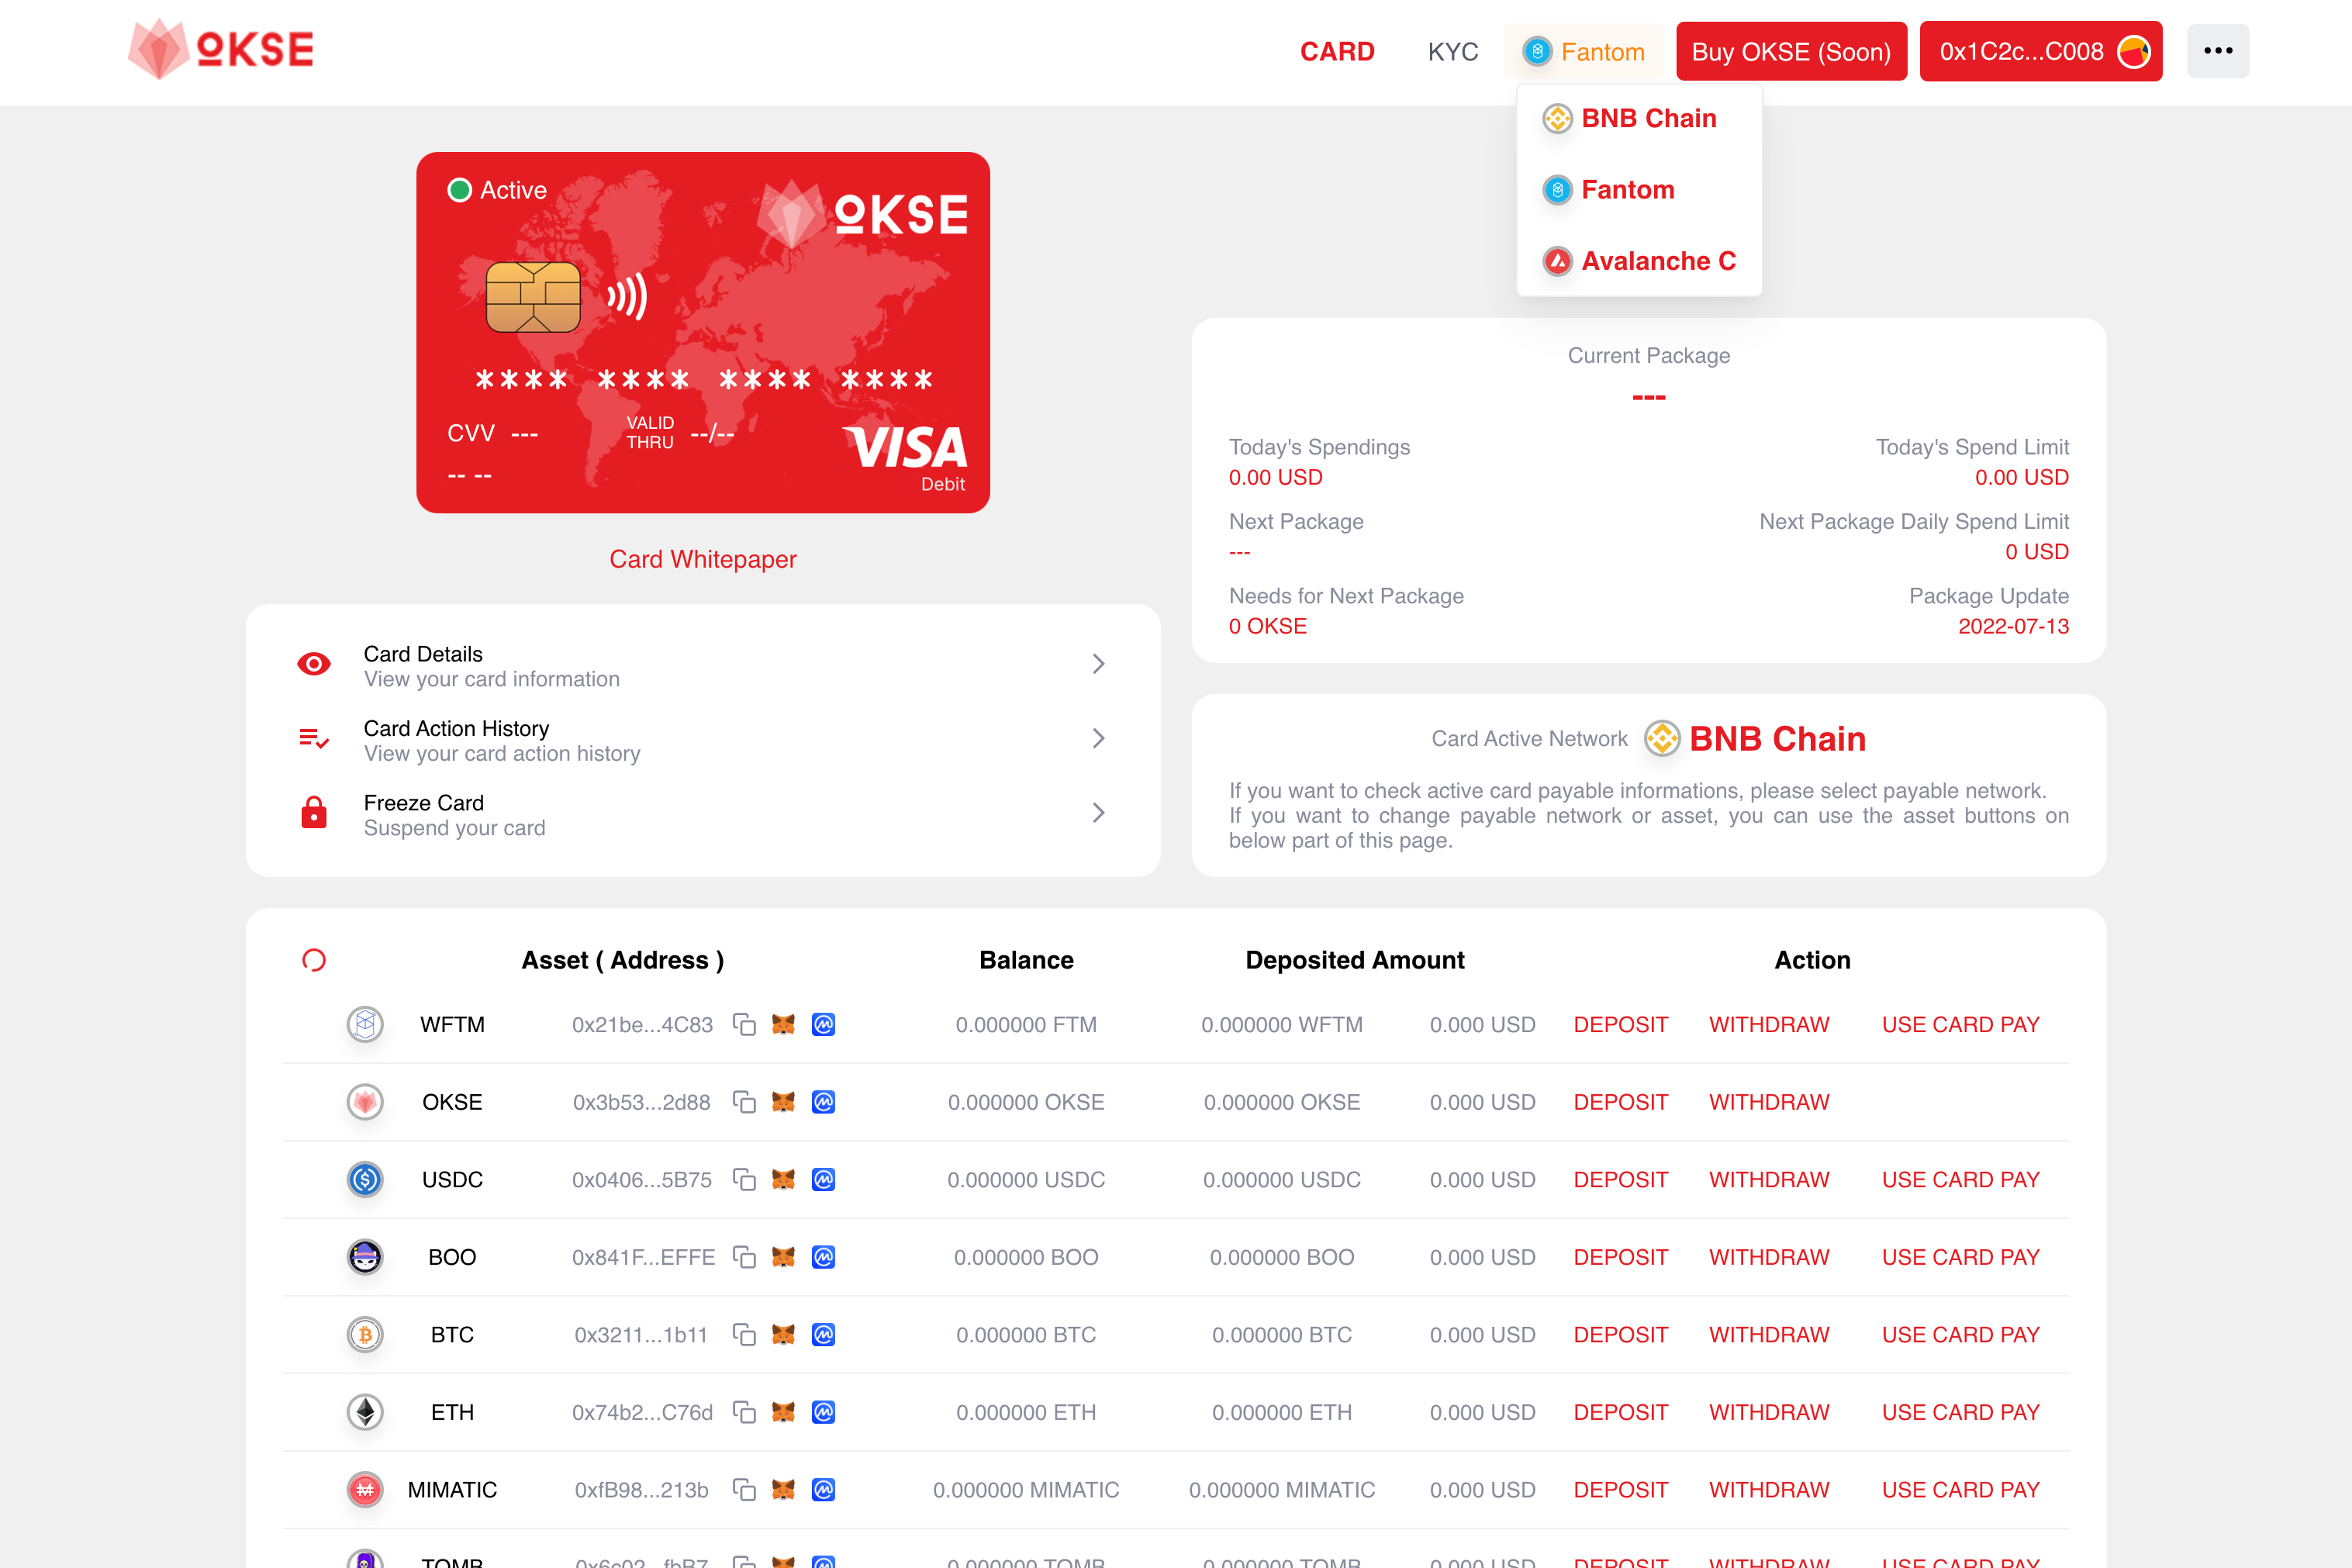 OKSE
CARD
KYC
Fantom
Buy OKSE (Soon)
0x1C2c...C008
BNB Chain
Fantom
Avalanche C
Active
OKSE
**** **** **** ****
CVV ---
VALID
THRU
--/--
-- --
VISA
Debit
Card Whitepaper
Current Package
---
Today's Spendings
Today's Spend Limit
0.00 USD
0.00 USD
Next Package
Next Package Daily Spend Limit
---
0 USD
Needs for Next Package
Package Update
0 OKSE
2022-07-13
Card Details
View your card information
Card Action History
View your card action history
Freeze Card
Suspend your card
Card Active Network BNB Chain
If you want to check active card payable informations, please select payable network.
If you want to change payable network or asset, you can use the asset buttons on
below part of this page.
Asset ( Address ) Balance Deposited Amount Action
WFTM 0x21be...4C83 0.000000 FTM 0.000000 WFTM 0.000 USD DEPOSIT WITHDRAW USE CARD PAY
OKSE 0x3b53...2d88 0.000000 OKSE 0.000000 OKSE 0.000 USD DEPOSIT WITHDRAW
USDC 0x0406...5B75 0.000000 USDC 0.000000 USDC 0.000 USD DEPOSIT WITHDRAW USE CARD PAY
BOO 0x841F...EFFE 0.000000 BOO 0.000000 BOO 0.000 USD DEPOSIT WITHDRAW USE CARD PAY
BTC 0x3211...1b11 0.000000 BTC 0.000000 BTC 0.000 USD DEPOSIT WITHDRAW USE CARD PAY
ETH 0x74b2...C76d 0.000000 ETH 0.000000 ETH 0.000 USD DEPOSIT WITHDRAW USE CARD PAY
MIMATIC 0xfB98...213b 0.000000 MIMATIC 0.000000 MIMATIC 0.000 USD DEPOSIT WITHDRAW USE CARD PAY
TOMB 0x6c02...fbB7 0.000000 TOMB 0.000000 TOMB 0.000 USD DEPOSIT WITHDRAW USE CARD PAY